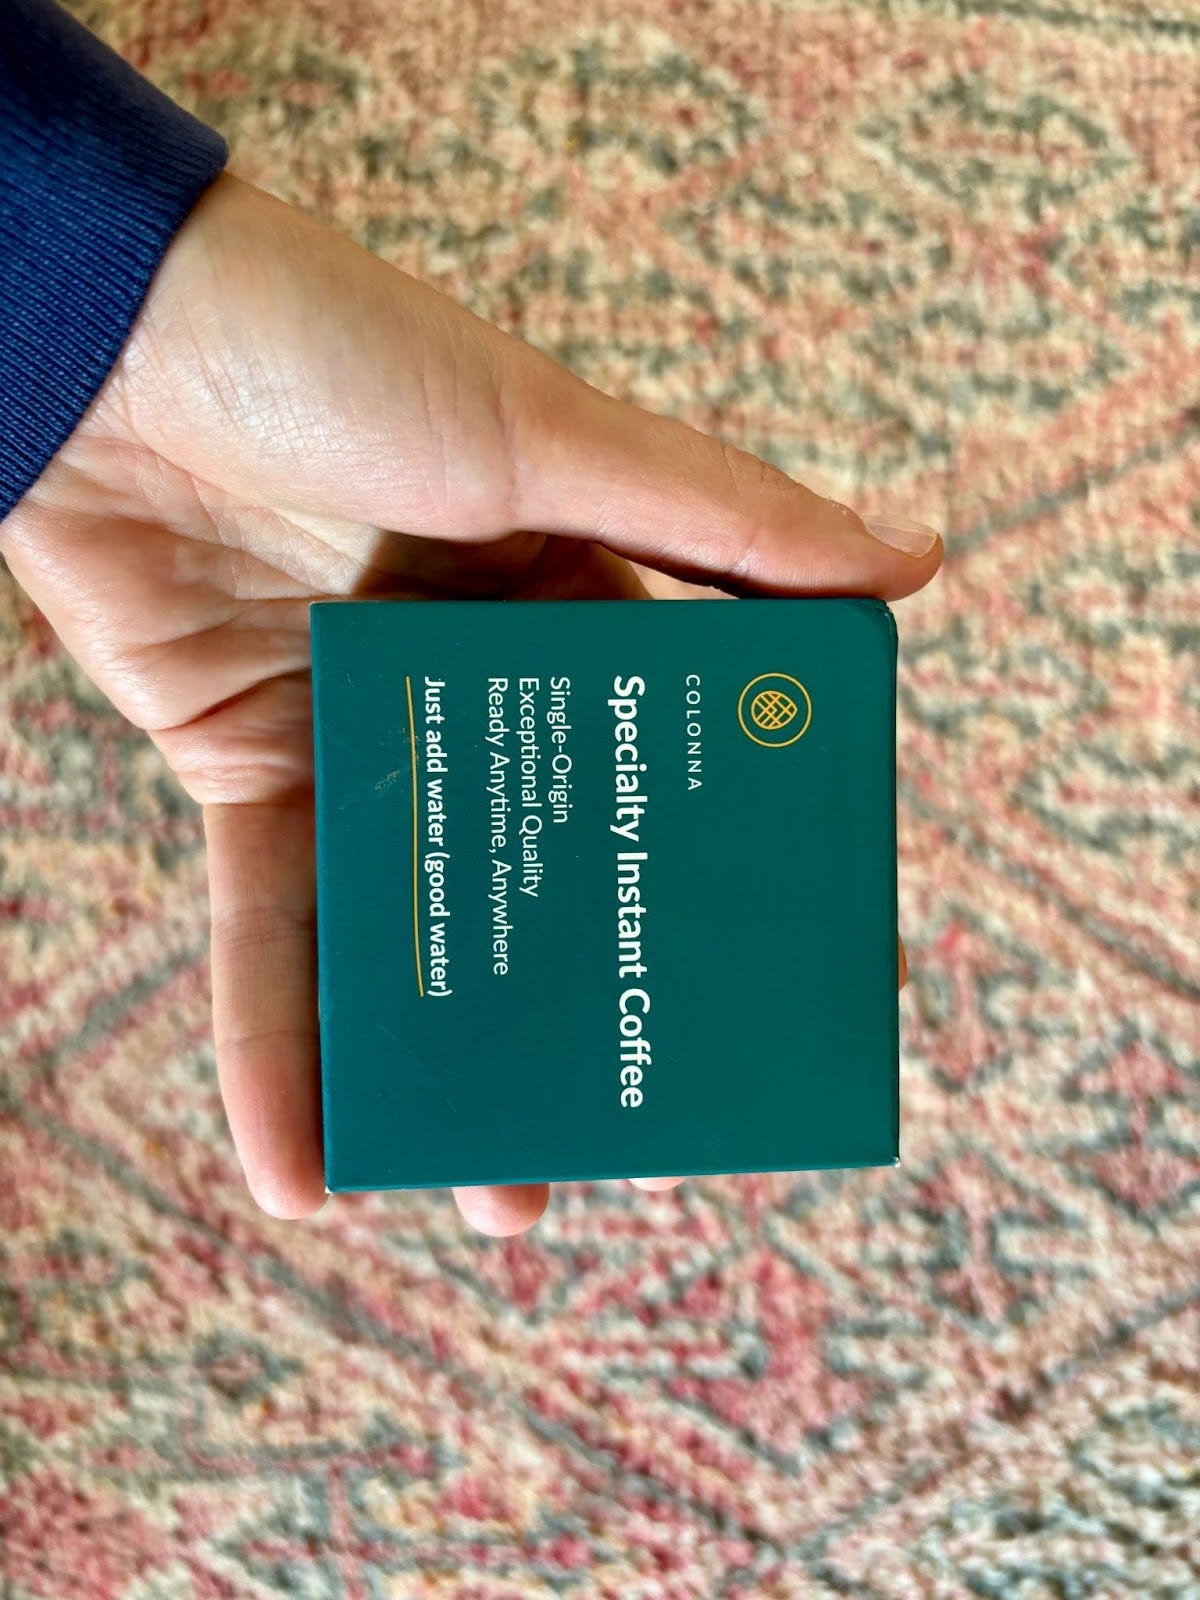 COLONNA
Specialty Instant Coffee
Single-Origin
Exceptional Quality
Ready Anytime, Anywhere
Just add water (good water)